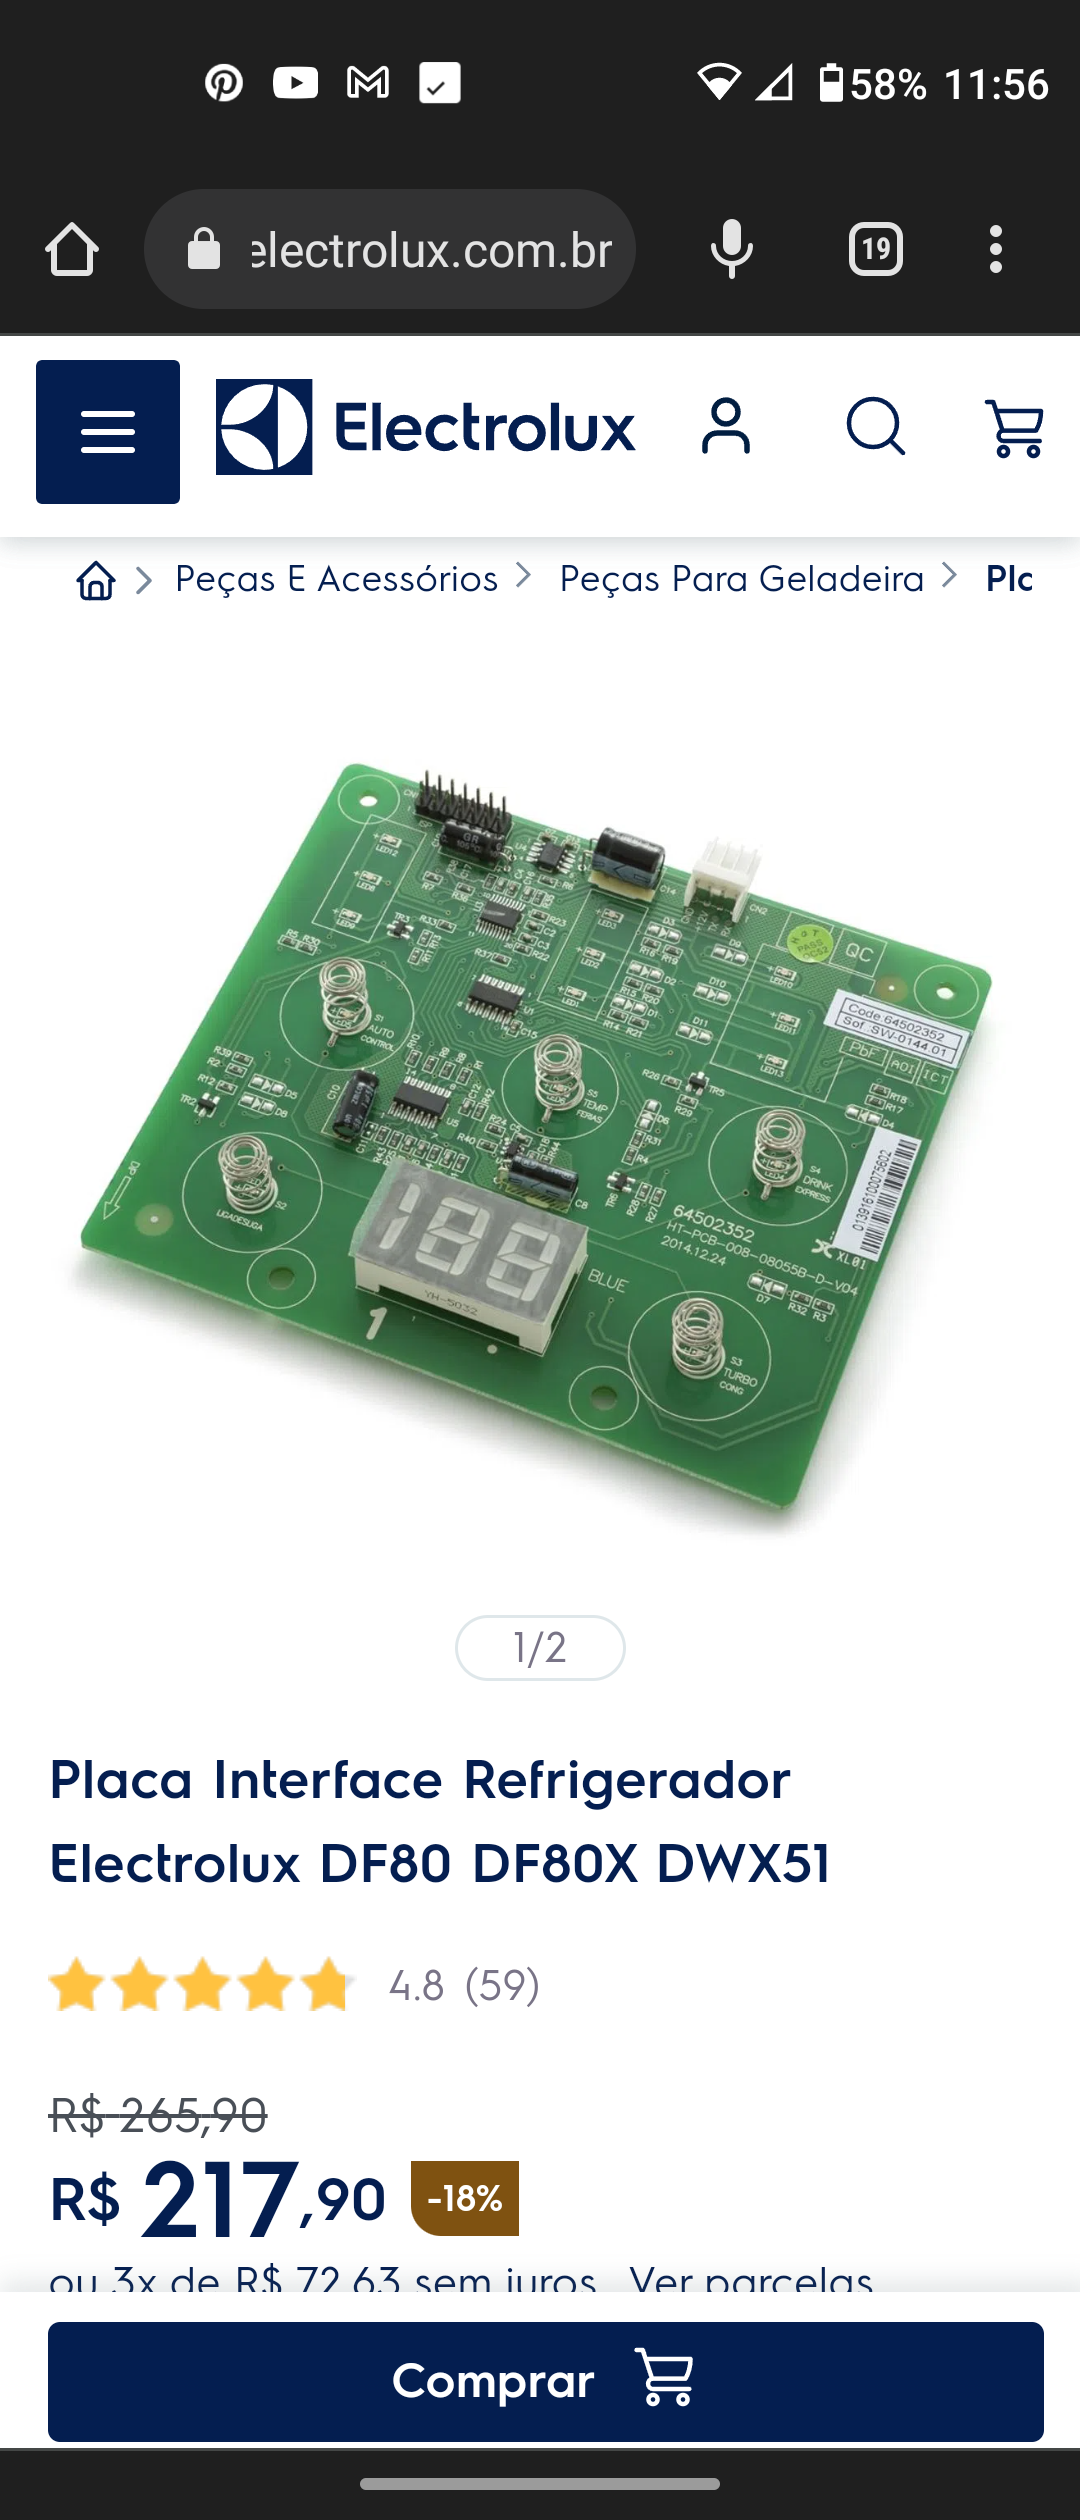 58% 11:56
electrolux.com.br
19
Electrolux
Peças E Acessórios > Peças Para Geladeira > Plc
QC
Code 64502352
Sof. SW-0144.01
PbF AOI ICT
S1
AUTO
CONTROL
S5
TEMP
FERIAS
S4
DRINK
EXPRESS
S2
LIGADESLIGA
013916100075602
XL01
64502352
HT-PCB-008-08055B-D-V04
2014.12.24
BLUE
YH-5032
1
S3
TURBO
CONG
1/2
Placa Interface Refrigerador
Electrolux DF80 DF80X DWX51
4.8 (59)
R$ 265,90
R$ 217,90 -18%
ou 3x de R$ 72,63 sem juros Ver parcelas
Comprar